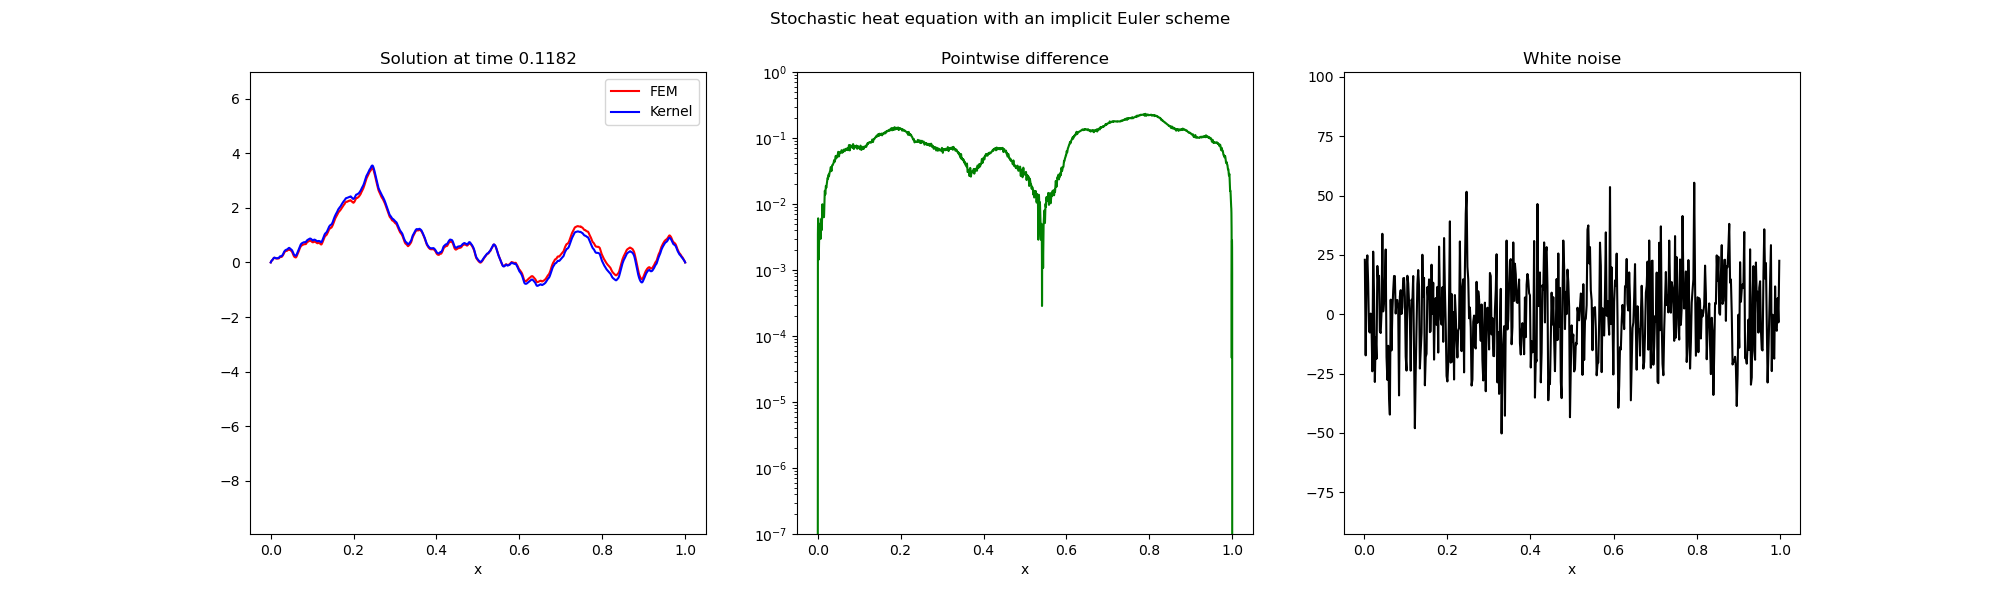 Stochastic heat equation with an implicit Euler scheme
Solution at time 0.1182
6
4
2
0
−2
−4
−6
−8
0.0 0.2 0.4 0.6 0.8 1.0
x
FEM
Kernel
Pointwise difference
10⁰
10⁻¹
10⁻²
10⁻³
10⁻⁴
10⁻⁵
10⁻⁶
10⁻⁷
0.0 0.2 0.4 0.6 0.8 1.0
x
White noise
100
75
50
25
0
−25
−50
−75
0.0 0.2 0.4 0.6 0.8 1.0
x